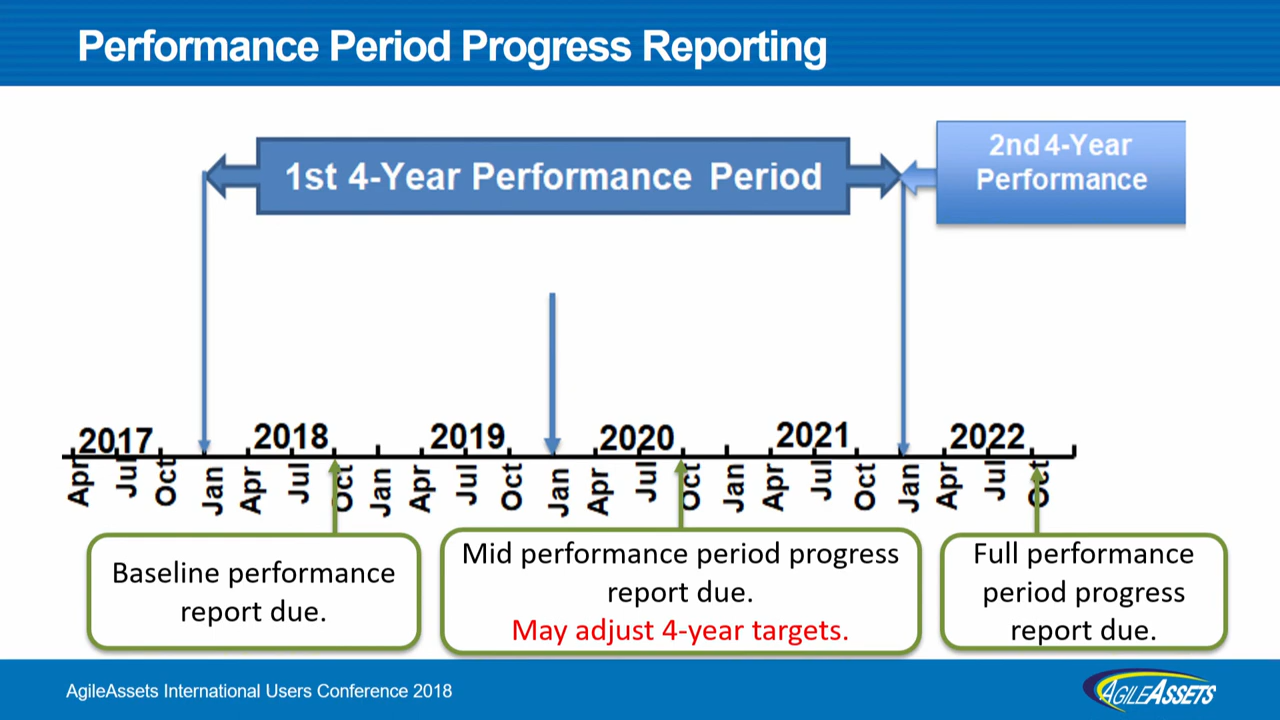 Performance Period Progress Reporting
1st 4-Year Performance Period
2nd 4-Year
Performance
2017 2018 2019 2020 2021 2022
Apr Jul Oct Jan Apr Jul Oct Jan Apr Jul Oct Jan Apr Jul Oct Jan Apr Jul Oct Jan Apr Jul Oct
Baseline performance
report due.
Mid performance period progress
report due.
May adjust 4-year targets.
Full performance
period progress
report due.
AgileAssets International Users Conference 2018
AGILEASSETS